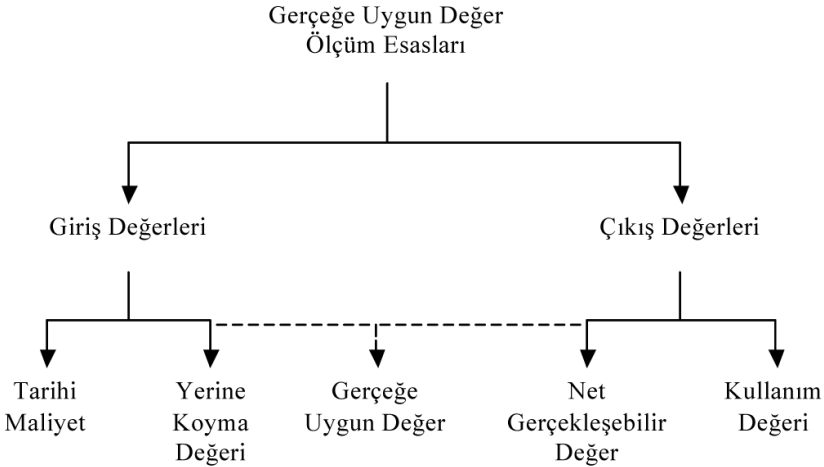 Gerçeğe Uygun Değer
Ölçüm Esasları
Giriş Değerleri
Çıkış Değerleri
Tarihi
Maliyet
Yerine
Koyma
Değeri
Gerçeğe
Uygun Değer
Net
Gerçekleşebilir
Değer
Kullanım
Değeri